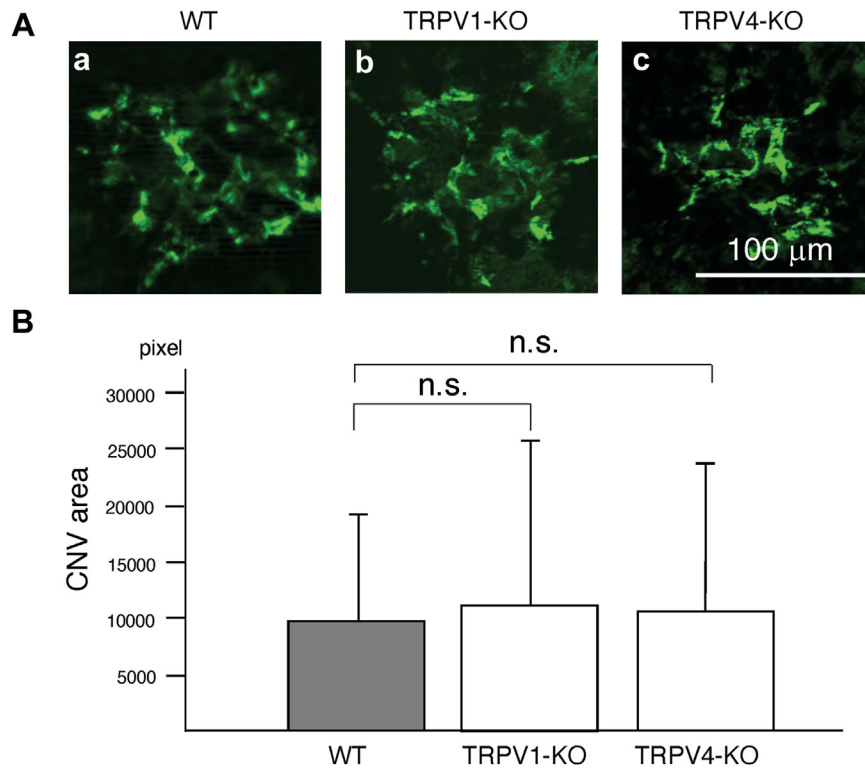 A
WT
TRPV1-KO
TRPV4-KO
a
b
c
100 μm
B
pixel
n.s.
n.s.
30000
25000
20000
15000
10000
5000
CNV area
WT
TRPV1-KO
TRPV4-KO